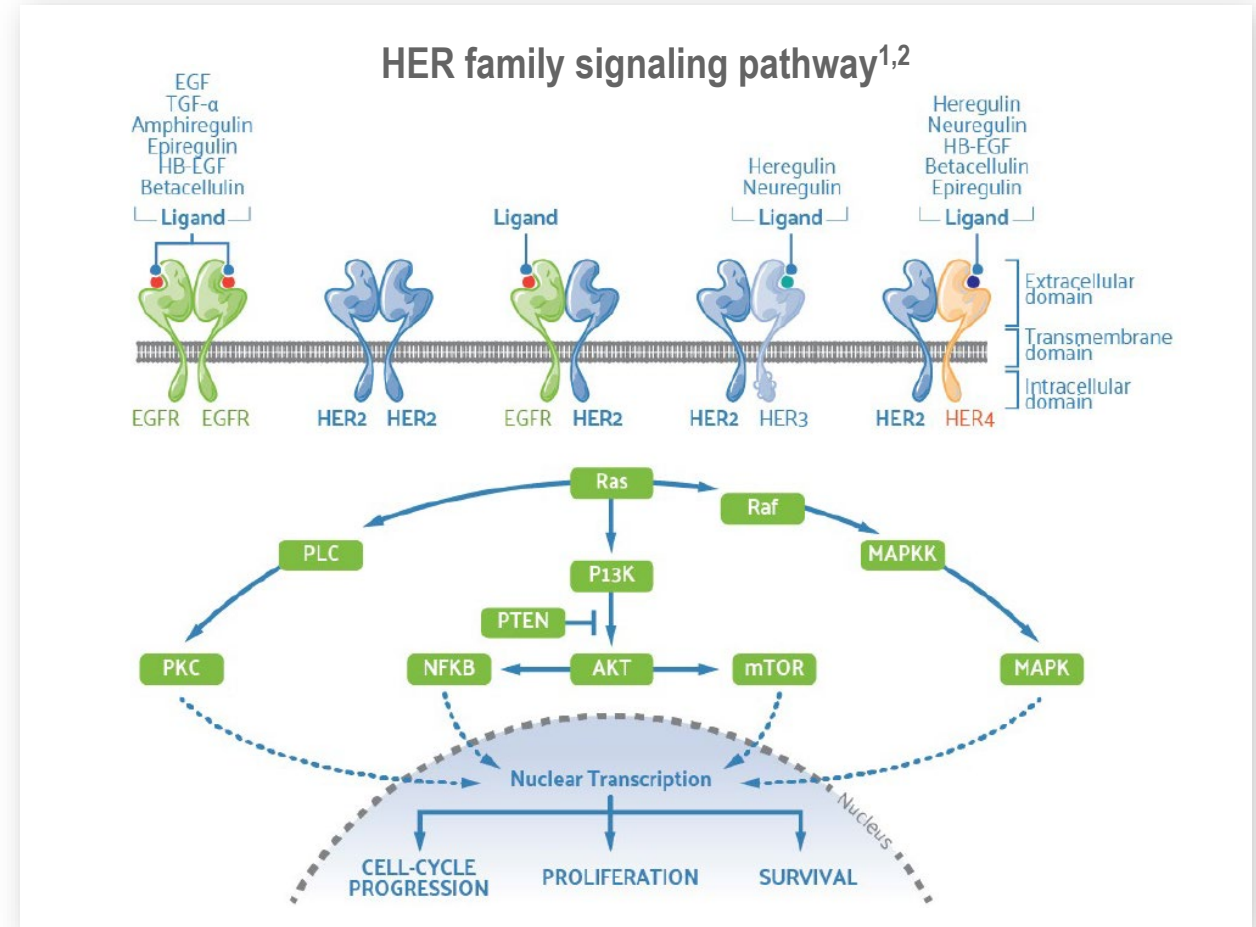 HER family signaling pathway1,2
EGF
TGF-α
Amphiregulin
Epiregulin
HB-EGF
Betacellulin
Ligand
Ligand
Heregulin
Neuregulin
Ligand
Heregulin
Neuregulin
HB-EGF
Betacellulin
Epiregulin
Ligand
Extracellular
domain
Transmembrane
domain
Intracellular
domain
EGFR EGFR
HER2 HER2
EGFR HER2
HER2 HER3
HER2 HER4
Ras
Raf
PLC
MAPKK
P13K
PTEN
PKC
NFKB
AKT
mTOR
MAPK
Nuclear Transcription
Nucleus
CELL-CYCLE
PROGRESSION
PROLIFERATION
SURVIVAL